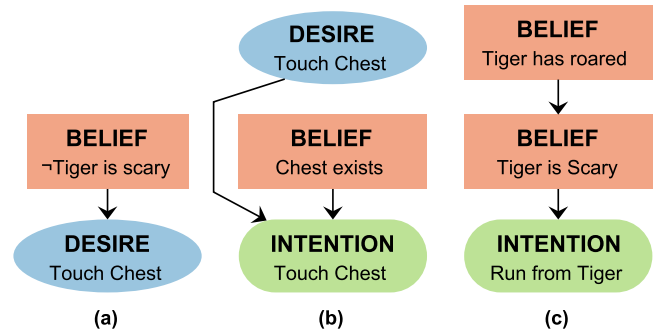 BELIEF
¬Tiger is scary
DESIRE
Touch Chest
(a)
DESIRE
Touch Chest
BELIEF
Chest exists
INTENTION
Touch Chest
(b)
BELIEF
Tiger has roared
BELIEF
Tiger is Scary
INTENTION
Run from Tiger
(c)